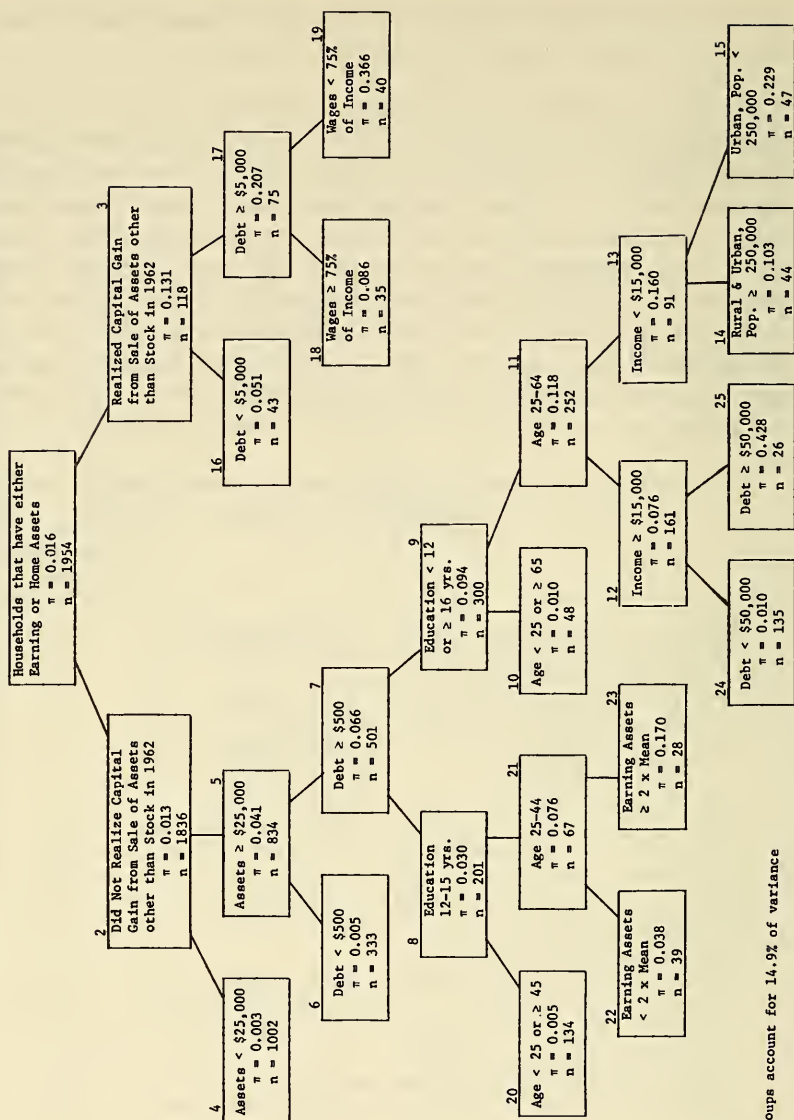 Households that have either
Earning or Home Assets
π = 0.016
n = 1954
2
Did Not Realize Capital
Gain from Sale of Assets
other than Stock in 1962
π = 0.013
n = 1836
3
Realized Capital Gain
from Sale of Assets other
than Stock in 1962
π = 0.131
n = 118
4
Assets < $25,000
π = 0.003
n = 1002
5
Assets ≥ $25,000
π = 0.041
n = 834
16
Debt < $5,000
π = 0.051
n = 43
17
Debt ≥ $5,000
π = 0.207
n = 75
6
Debt < $500
π = 0.005
n = 333
7
Debt ≥ $500
π = 0.066
n = 501
18
Wages ≥ 75%
of Income
π = 0.086
n = 35
19
Wages < 75%
of Income
π = 0.366
n = 40
8
Education
12-15 yrs.
π = 0.030
n = 201
9
Education < 12
or ≥ 16 yrs.
π = 0.094
n = 300
20
Age < 25 or ≥ 45
π = 0.005
n = 134
21
Age 25-44
π = 0.076
n = 67
10
Age < 25 or ≥ 65
π = 0.010
n = 48
11
Age 25-64
π = 0.118
n = 252
22
Earning Assets
< 2 x Mean
π = 0.038
n = 39
23
Earning Assets
≥ 2 x Mean
π = 0.170
n = 28
12
Income ≥ $15,000
π = 0.076
n = 161
13
Income < $15,000
π = 0.160
n = 91
24
Debt < $50,000
π = 0.010
n = 135
25
Debt ≥ $50,000
π = 0.428
n = 26
14
Rural & Urban,
Pop. ≥ 250,000
π = 0.103
n = 44
15
Urban, Pop. <
250,000
π = 0.229
n = 47
oups account for 14.9% of variance